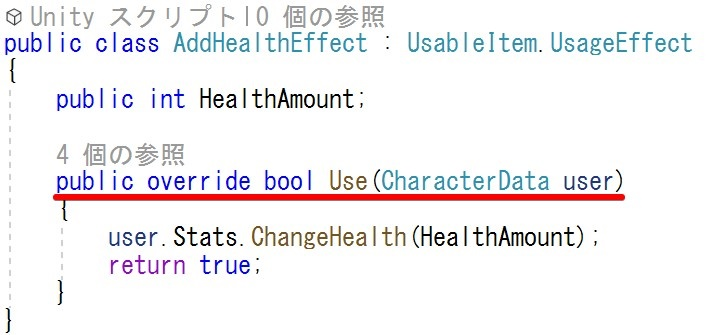 Unity スクリプト|0 個の参照
public class AddHealthEffect : UsableItem.UsageEffect
{
public int HealthAmount;
4 個の参照
public override bool Use(CharacterData user)
{
user.Stats.ChangeHealth(HealthAmount);
return true;
}
}